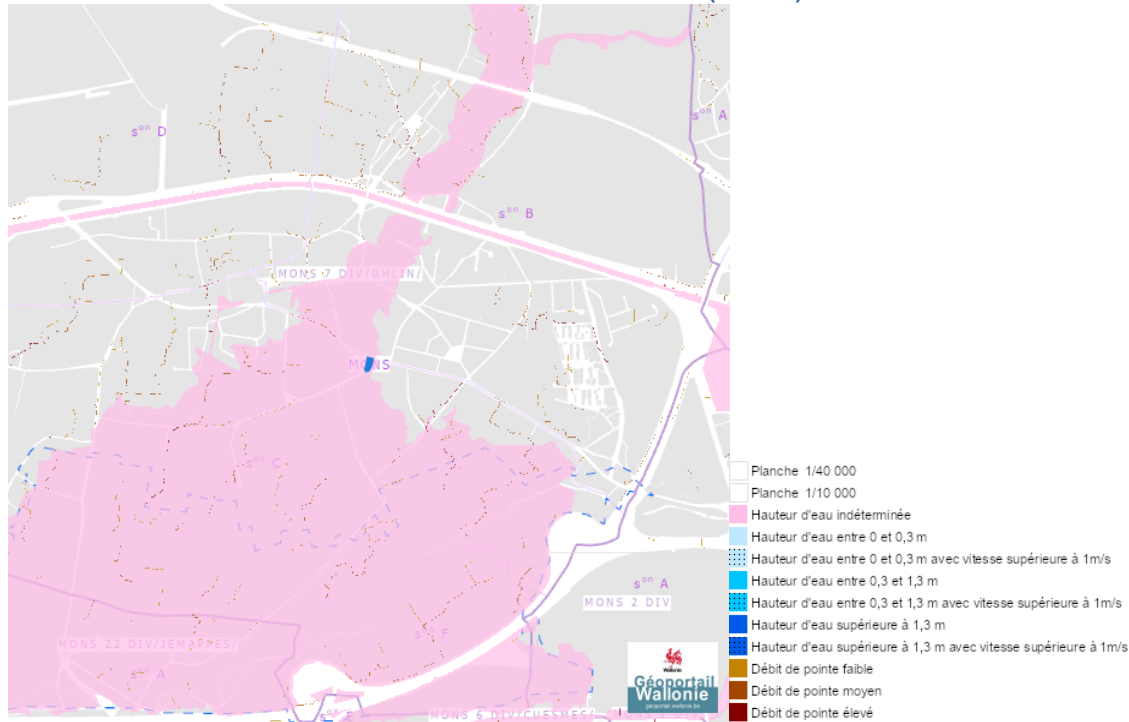 sᵒⁿ D
sᵒⁿ A
sᵒⁿ B
MONS 7 DIV/GHLIN/
MONS
sᵒⁿ C
sᵒⁿ A
MONS 2 DIV
sᵒⁿ F
MONS 22 DIV/JEMAPPES/
sᵒⁿ A
MONS 6 DIV/CUESMES/
Wallonie
Géoportail
Wallonie
geoportail.wallonie.be
Planche 1/40 000
Planche 1/10 000
Hauteur d'eau indéterminée
Hauteur d'eau entre 0 et 0,3 m
Hauteur d'eau entre 0 et 0,3 m avec vitesse supérieure à 1m/s
Hauteur d'eau entre 0,3 et 1,3 m
Hauteur d'eau entre 0,3 et 1,3 m avec vitesse supérieure à 1m/s
Hauteur d'eau supérieure à 1,3 m
Hauteur d'eau supérieure à 1,3 m avec vitesse supérieure à 1m/s
Débit de pointe faible
Débit de pointe moyen
Débit de pointe élevé